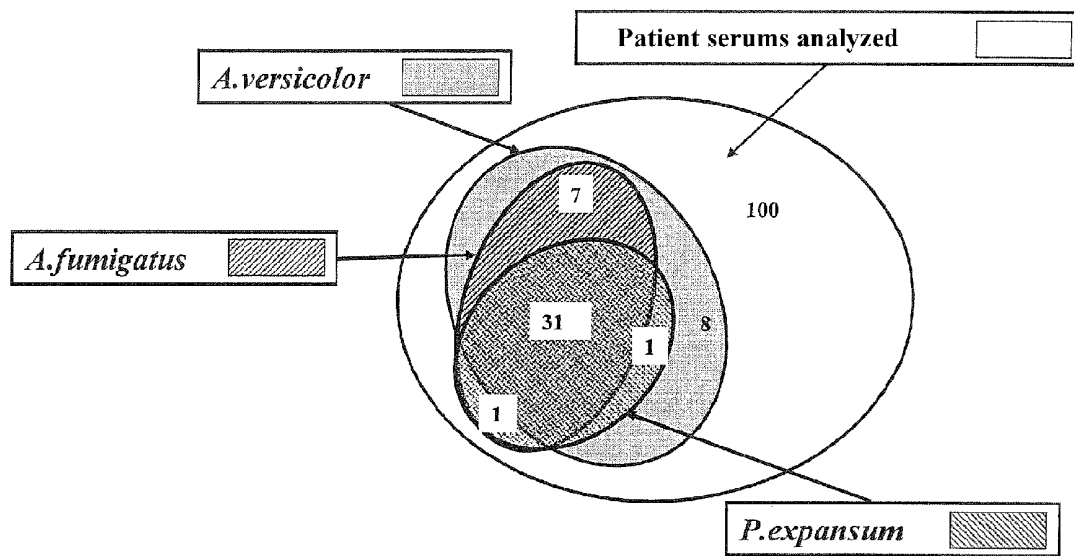 Patient serums analyzed
A.versicolor
7
100
A.fumigatus
31
8
1
1
P.expansum